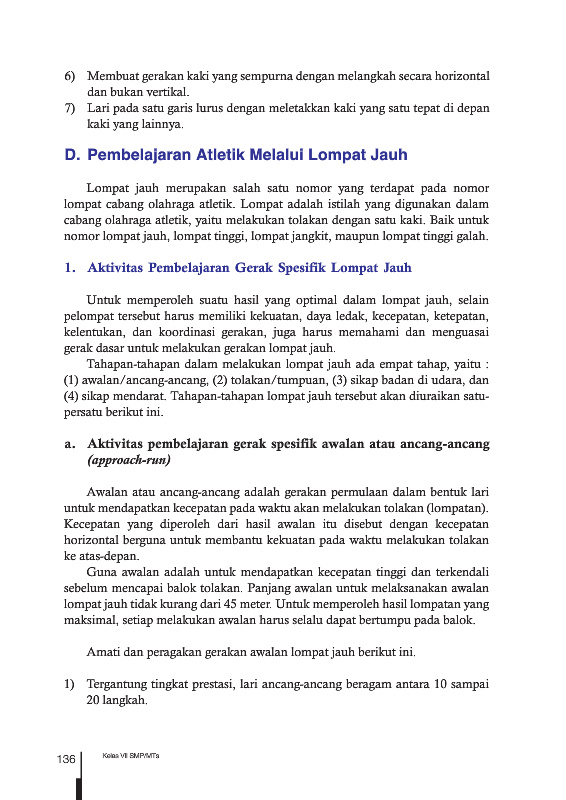 6) Membuat gerakan kaki yang sempurna dengan melangkah secara horizontal
dan bukan vertikal.
7) Lari pada satu garis lurus dengan meletakkan kaki yang satu tepat di depan
kaki yang lainnya.
D. Pembelajaran Atletik Melalui Lompat Jauh
Lompat jauh merupakan salah satu nomor yang terdapat pada nomor
lompat cabang olahraga atletik. Lompat adalah istilah yang digunakan dalam
cabang olahraga atletik, yaitu melakukan tolakan dengan satu kaki. Baik untuk
nomor lompat jauh, lompat tinggi, lompat jangkit, maupun lompat tinggi galah.
1. Aktivitas Pembelajaran Gerak Spesifik Lompat Jauh
Untuk memperoleh suatu hasil yang optimal dalam lompat jauh, selain
pelompat tersebut harus memiliki kekuatan, daya ledak, kecepatan, ketepatan,
kelentukan, dan koordinasi gerakan, juga harus memahami dan menguasai
gerak dasar untuk melakukan gerakan lompat jauh.
Tahapan-tahapan dalam melakukan lompat jauh ada empat tahap, yaitu :
(1) awalan/ancang-ancang, (2) tolakan/tumpuan, (3) sikap badan di udara, dan
(4) sikap mendarat. Tahapan-tahapan lompat jauh tersebut akan diuraikan satu-
persatu berikut ini.
a. Aktivitas pembelajaran gerak spesifik awalan atau ancang-ancang
(approach-run)
Awalan atau ancang-ancang adalah gerakan permulaan dalam bentuk lari
untuk mendapatkan kecepatan pada waktu akan melakukan tolakan (lompatan).
Kecepatan yang diperoleh dari hasil awalan itu disebut dengan kecepatan
horizontal berguna untuk membantu kekuatan pada waktu melakukan tolakan
ke atas-depan.
Guna awalan adalah untuk mendapatkan kecepatan tinggi dan terkendali
sebelum mencapai balok tolakan. Panjang awalan untuk melaksanakan awalan
lompat jauh tidak kurang dari 45 meter. Untuk memperoleh hasil lompatan yang
maksimal, setiap melakukan awalan harus selalu dapat bertumpu pada balok.
Amati dan peragakan gerakan awalan lompat jauh berikut ini.
1) Tergantung tingkat prestasi, lari ancang-ancang beragam antara 10 sampai
20 langkah.
136 Kelas VII SMP/MTs